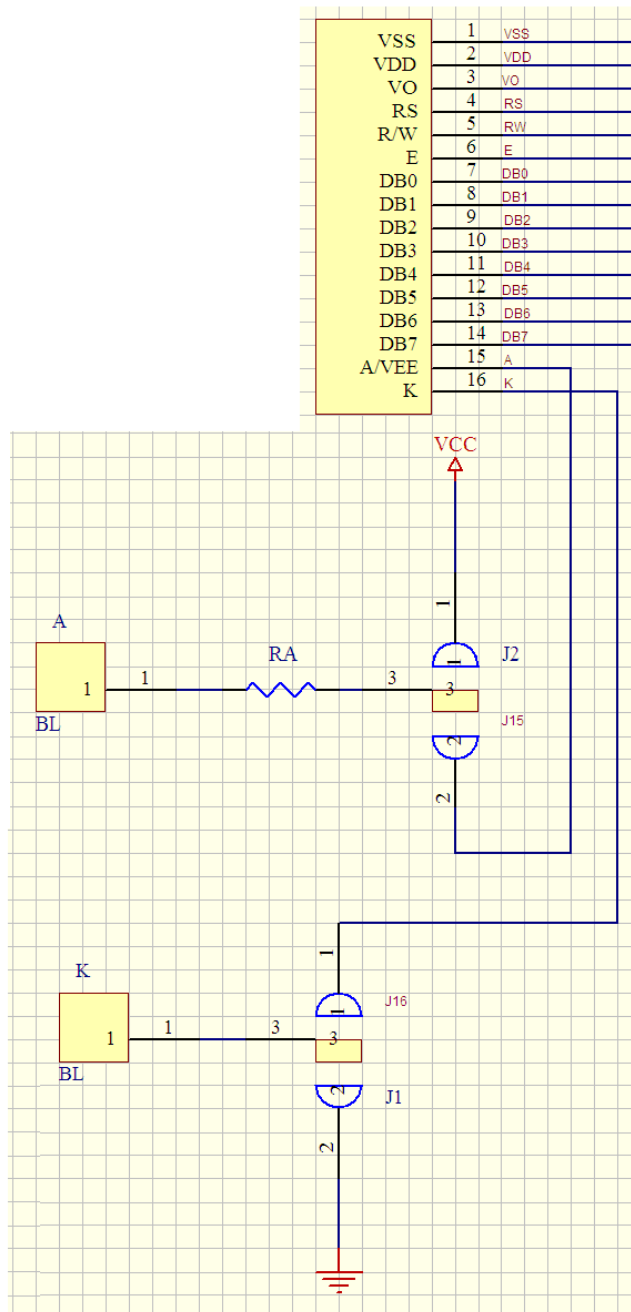 VSS 1 VSS
VDD 2 VDD
VO 3 VO
RS 4 RS
R/W 5 RW
E 6 E
DB0 7 DB0
DB1 8 DB1
DB2 9 DB2
DB3 10 DB3
DB4 11 DB4
DB5 12 DB5
DB6 13 DB6
DB7 14 DB7
A/VEE 15 A
K 16 K
VCC
1
A
RA
1
J2
1 1 3 3
BL
J15
2
2
K
1
1
J16
1 1 3 3
BL
2
J1
2